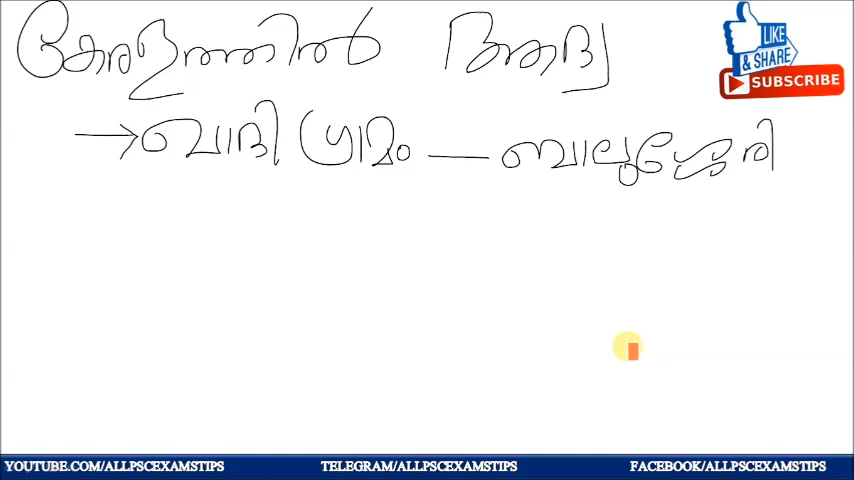 കേരളത്തിൽ ആദ്യ
LIKE
& SHARE
SUBSCRIBE
→ ഖാദി ഗ്രാമം — ബാലുശ്ശേരി
YOUTUBE.COM/ALLPSCEXAMSTIPS TELEGRAM/ALLPSCEXAMSTIPS FACEBOOK/ALLPSCEXAMSTIPS